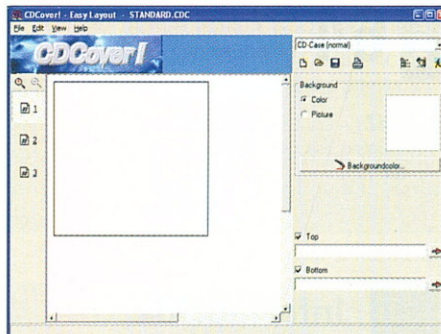 CDCover! - Easy Layout - STANDARD.CDC
File Edit View Help
CDCover!
CD-Case (normal)
1
2
3
Background
Color
Picture
Backgroundcolor...
Top
Bottom